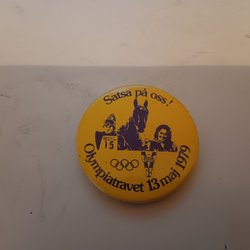 Satsa på oss!
15
Olympiatravet 13 maj 1979